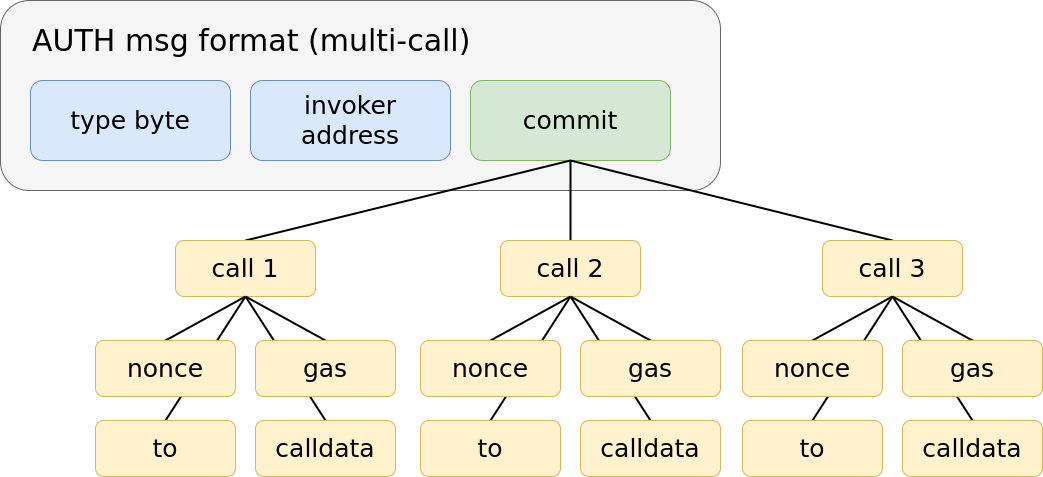 AUTH msg format (multi-call)
type byte
invoker
address
commit
call 1
call 2
call 3
nonce
gas
nonce
gas
nonce
gas
to
calldata
to
calldata
to
calldata